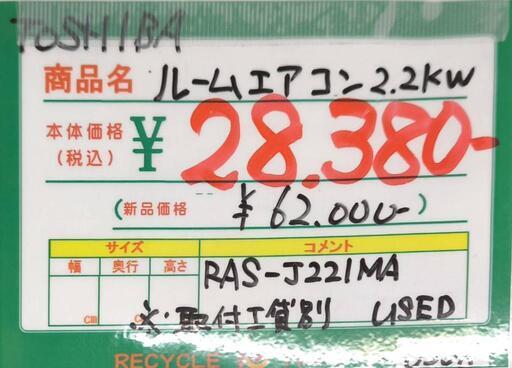 TOSHIBA
商品名 ルームエアコン2.2KW
本体価格
(税込) ¥28.380-
(新品価格 ¥62.000-)
サイズ コメント
幅 奥行 高さ RAS-J221MA
cm c ※取付工賃別 USED
RECYCLE